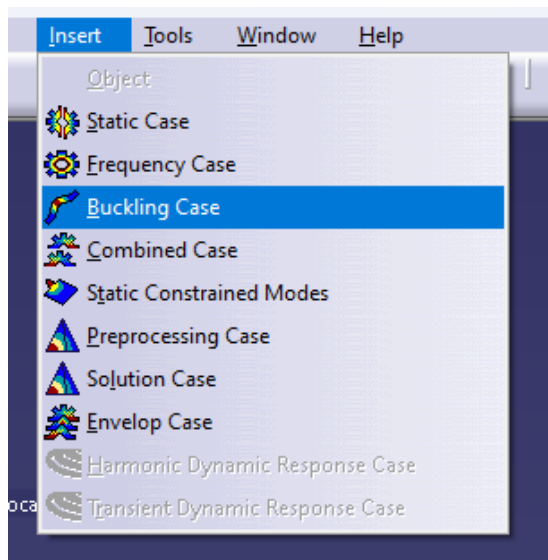 Insert Tools Window Help
Object
Static Case
Frequency Case
Buckling Case
Combined Case
Static Constrained Modes
Preprocessing Case
Solution Case
Envelop Case
Harmonic Dynamic Response Case
oca Transient Dynamic Response Case